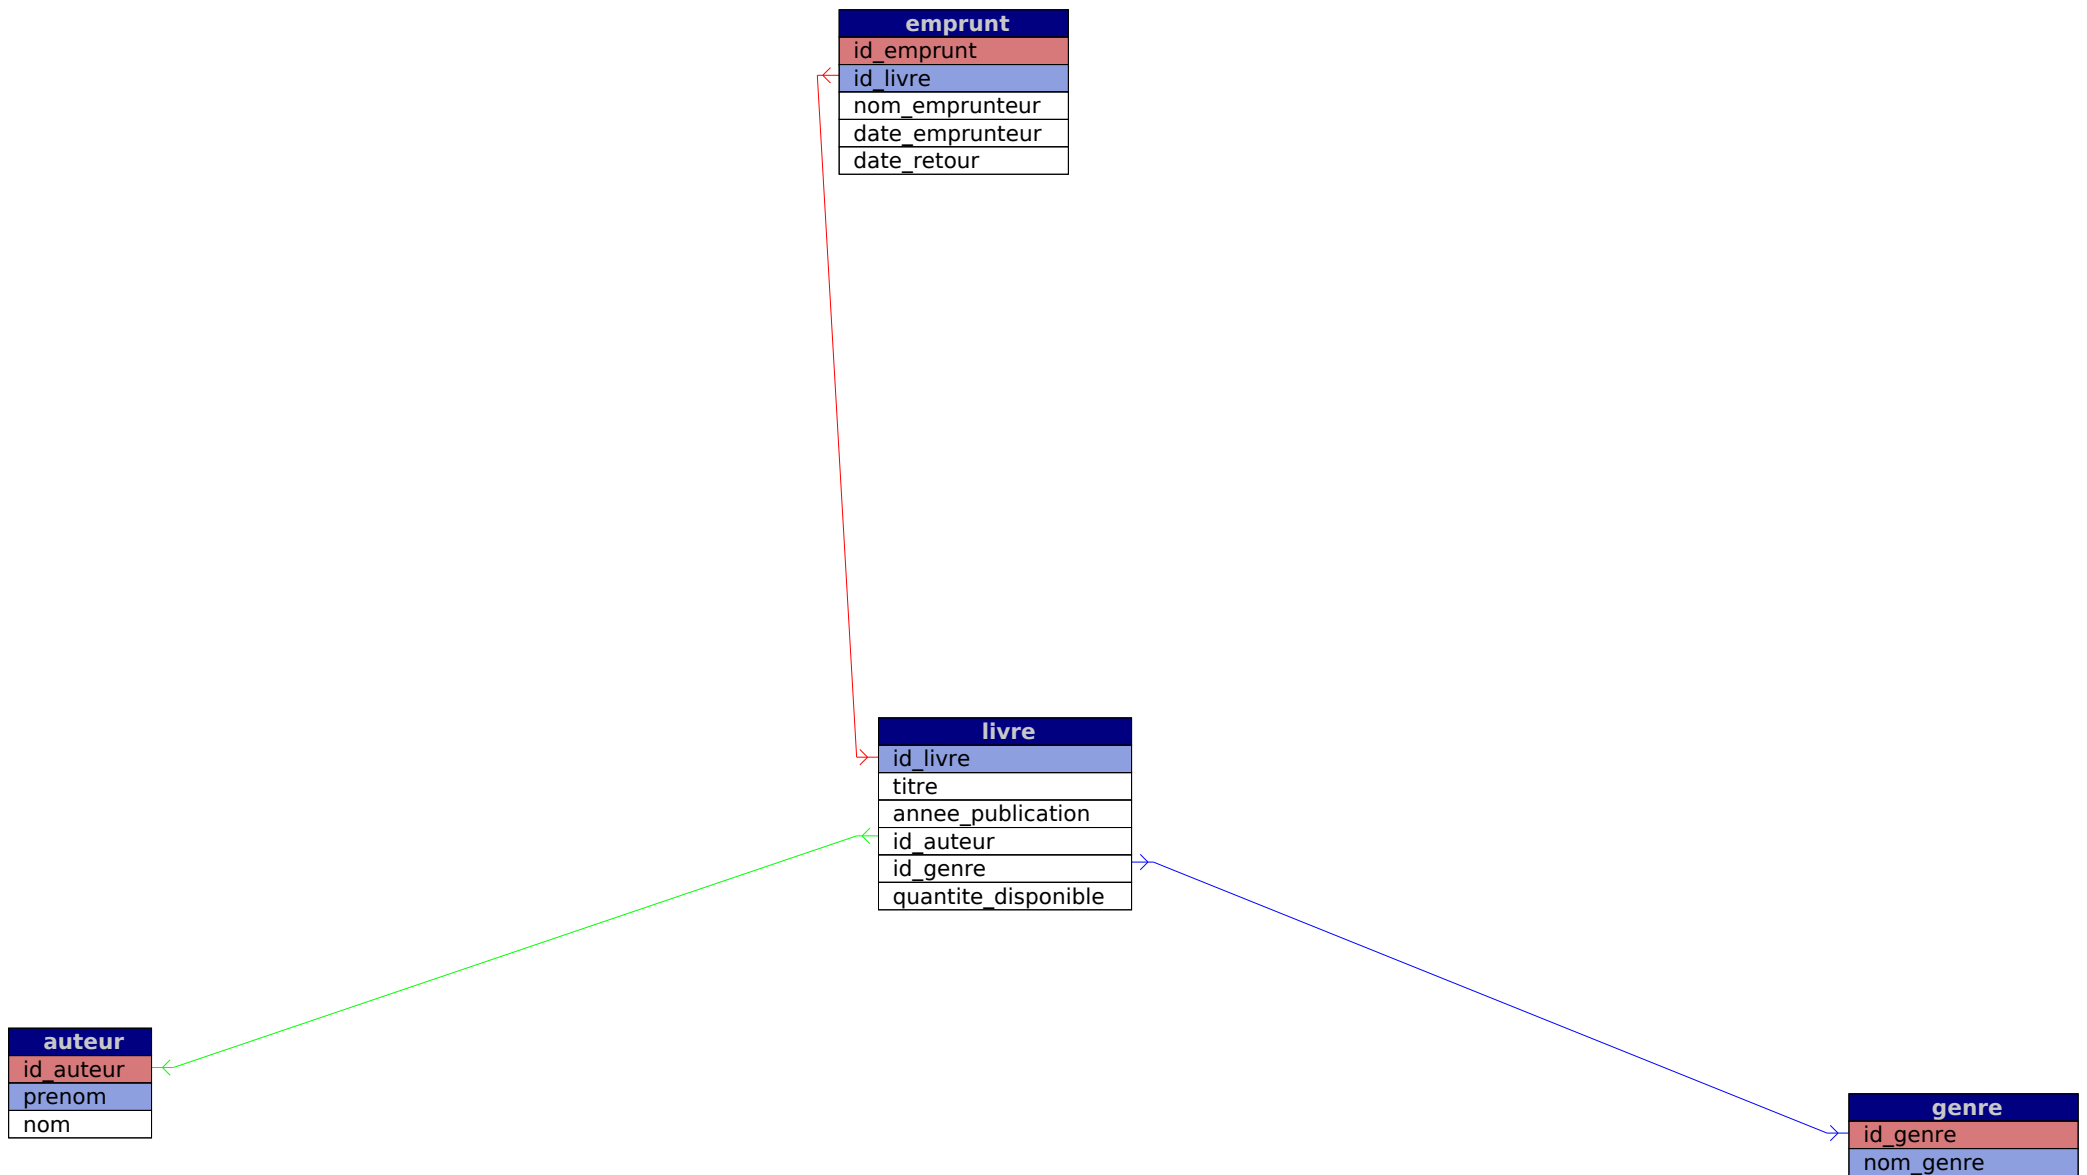 emprunt
id_emprunt
id_livre
nom_emprunteur
date_emprunteur
date_retour
livre
id_livre
titre
annee_publication
id_auteur
id_genre
quantite_disponible
auteur
id_auteur
prenom
nom
genre
id_genre
nom_genre